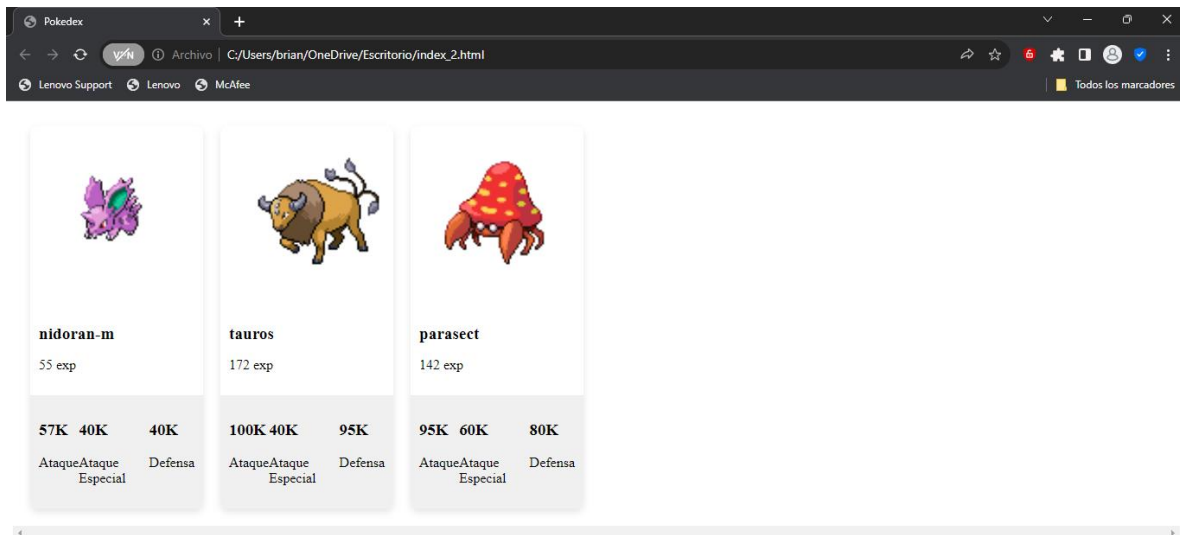 Pokedex
VPN Archivo C:/Users/brian/OneDrive/Escritorio/index_2.html
Lenovo Support Lenovo McAfee Todos los marcadores
nidoran-m
55 exp
57K 40K 40K
Ataque Ataque Especial Defensa
tauros
172 exp
100K 40K 95K
Ataque Ataque Especial Defensa
parasect
142 exp
95K 60K 80K
Ataque Ataque Especial Defensa